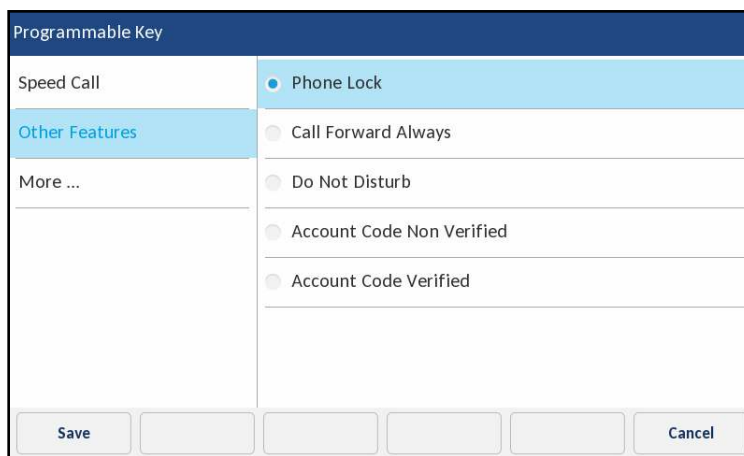 Programmable Key
Speed Call
Other Features
More ...
Phone Lock
Call Forward Always
Do Not Disturb
Account Code Non Verified
Account Code Verified
Save
Cancel